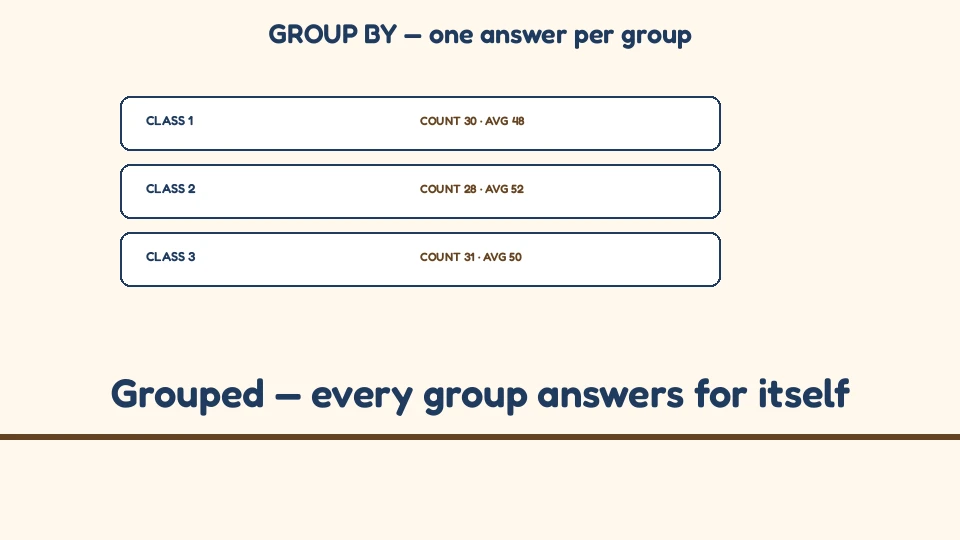 GROUP BY — one answer per group
CLASS 1 COUNT 30 · AVG 48
CLASS 2 COUNT 28 · AVG 52
CLASS 3 COUNT 31 · AVG 50
Grouped — every group answers for itself